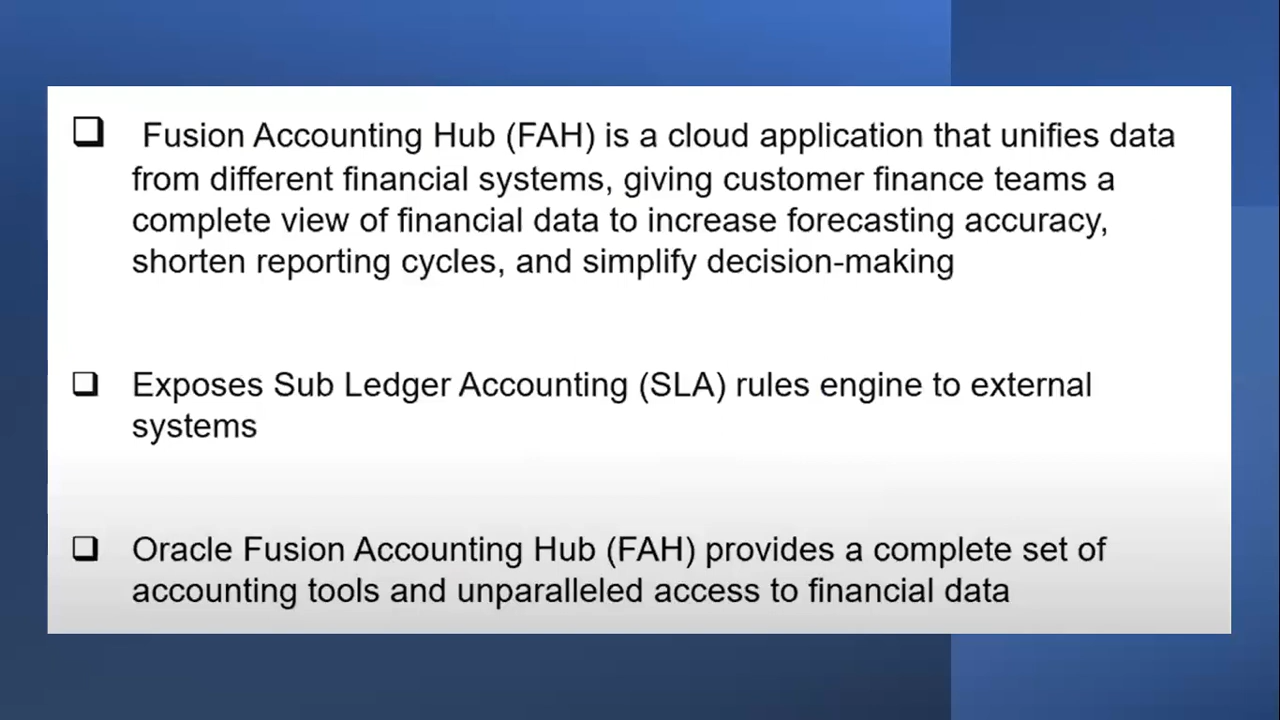 Fusion Accounting Hub (FAH) is a cloud application that unifies data
from different financial systems, giving customer finance teams a
complete view of financial data to increase forecasting accuracy,
shorten reporting cycles, and simplify decision-making
Exposes Sub Ledger Accounting (SLA) rules engine to external
systems
Oracle Fusion Accounting Hub (FAH) provides a complete set of
accounting tools and unparalleled access to financial data